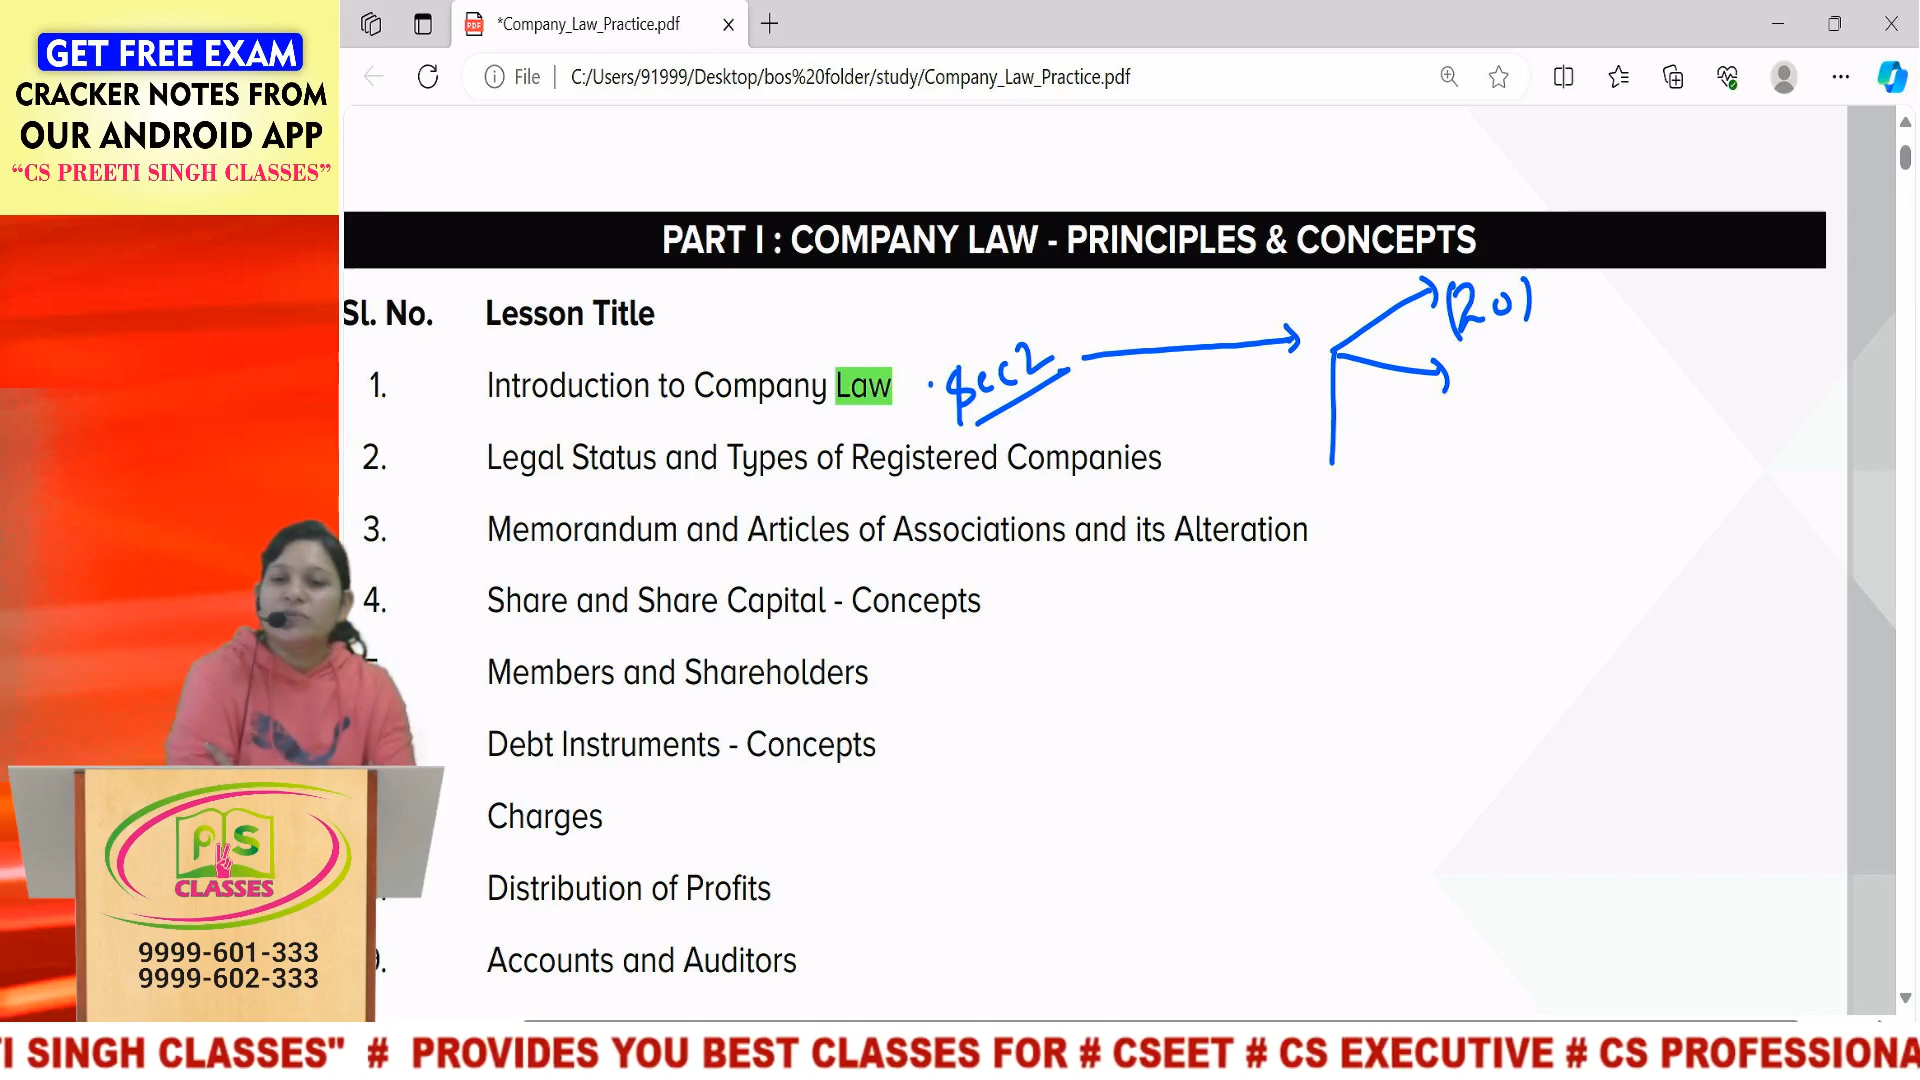 GET FREE EXAM
CRACKER NOTES FROM
OUR ANDROID APP
“CS PREETI SINGH CLASSES”
*Company_Law_Practice.pdf
File
C:/Users/91999/Desktop/bos%20folder/study/Company_Law_Practice.pdf
PART I : COMPANY LAW - PRINCIPLES & CONCEPTS
Sl. No. Lesson Title
(20)
1. Introduction to Company Law Sec2
2. Legal Status and Types of Registered Companies
3. Memorandum and Articles of Associations and its Alteration
4. Share and Share Capital - Concepts
Members and Shareholders
Debt Instruments - Concepts
Charges
Distribution of Profits
Accounts and Auditors
PS
CLASSES
9999-601-333
9999-602-333
SINGH CLASSES" # PROVIDES YOU BEST CLASSES FOR # CSEET # CS EXECUTIVE # CS PROFESSIONA